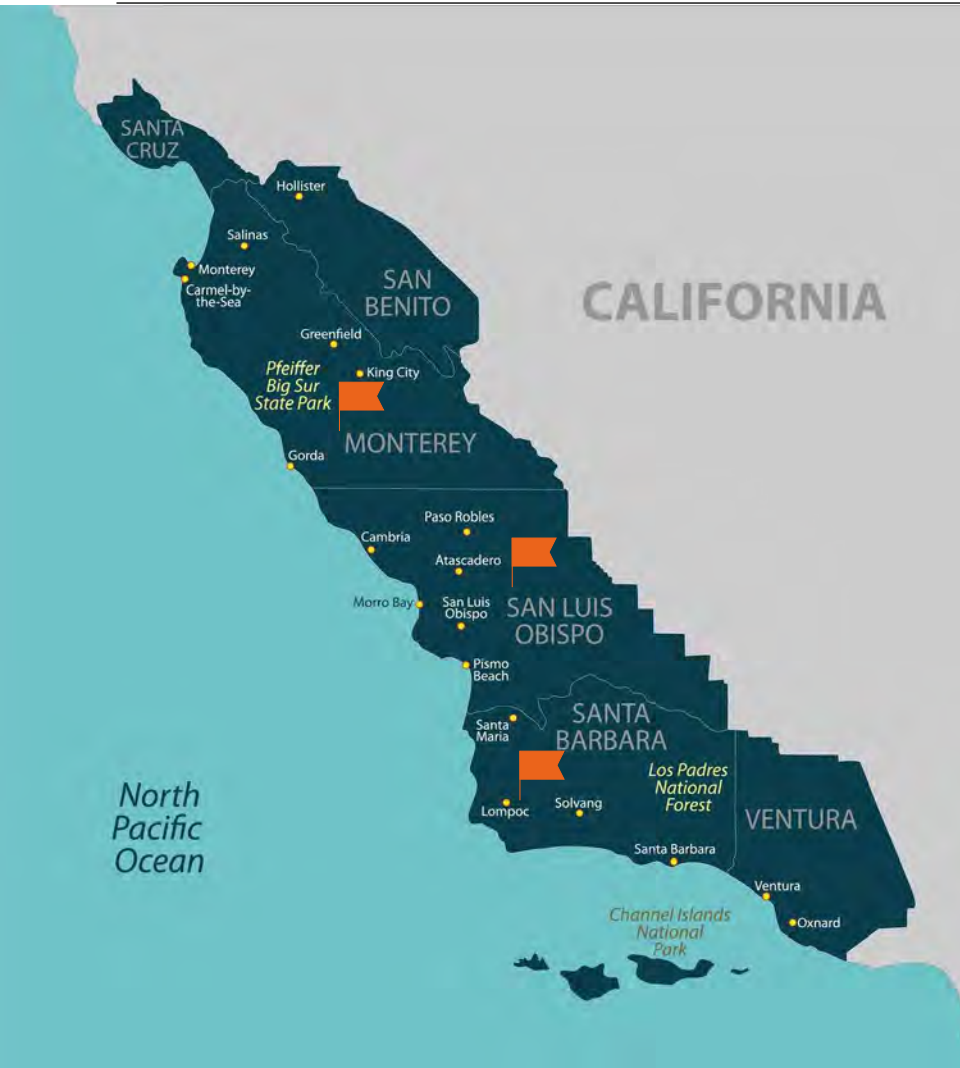 SANTA
CRUZ
Hollister
Salinas
Monterey
Carmel-by-
the-Sea
SAN
BENITO
CALIFORNIA
Greenfield
Pfeiffer
Big Sur
State Park
King City
MONTEREY
Gorda
Paso Robles
Cambria
Atascadero
Morro Bay
San Luis
Obispo
SAN LUIS
OBISPO
Pismo
Beach
Santa
Maria
SANTA
BARBARA
Los Padres
National
Forest
North
Pacific
Ocean
Lompoc
Solvang
VENTURA
Santa Barbara
Ventura
Oxnard
Channel Islands
National
Park